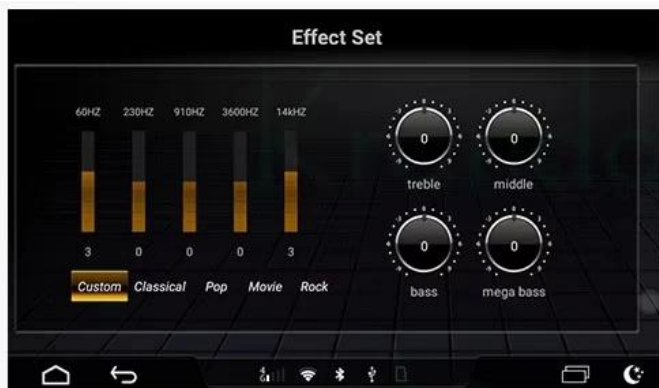 Effect Set
60HZ 230HZ 910HZ 3600HZ 14kHZ
3 0 0 0 3
Custom Classical Pop Movie Rock
0 0
treble middle
0 0
bass mega bass
4G